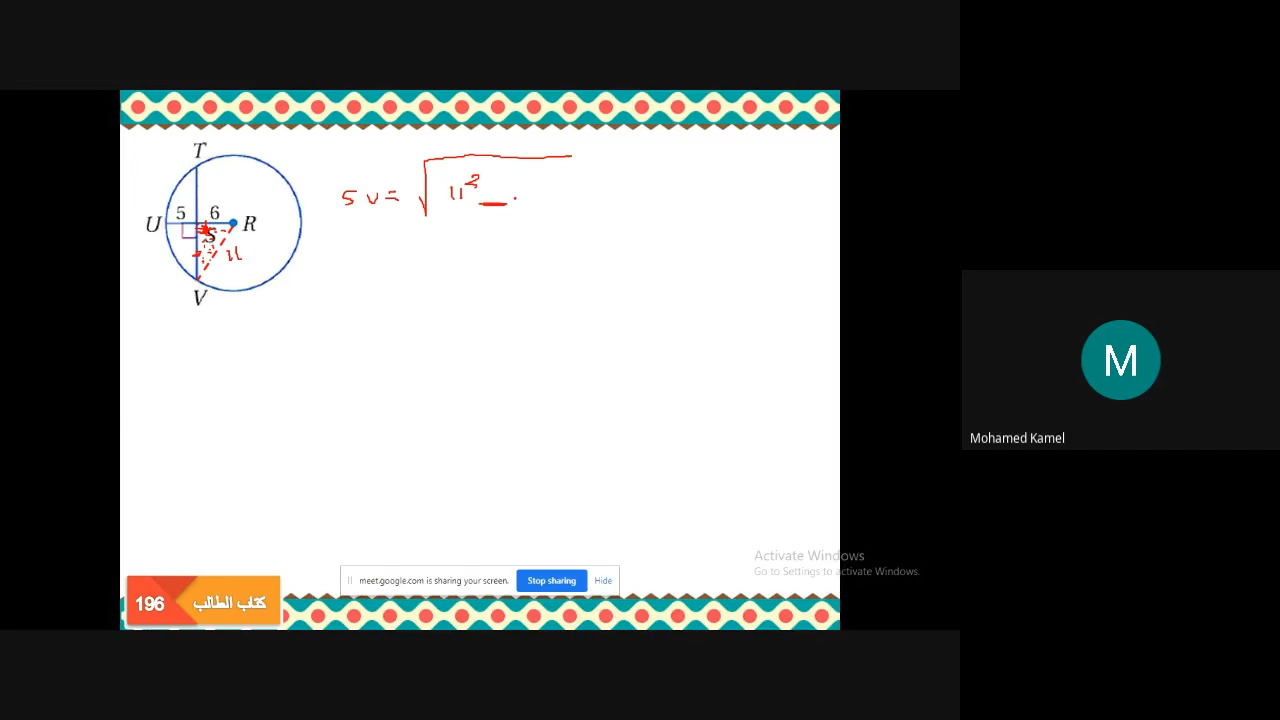 T
5 6
U R
S
11
V
5 v = √ 11² —
M
Mohamed Kamel
Activate Windows
Go to Settings to activate Windows.
meet.google.com is sharing your screen. Stop sharing Hide
196 كتاب الطالب